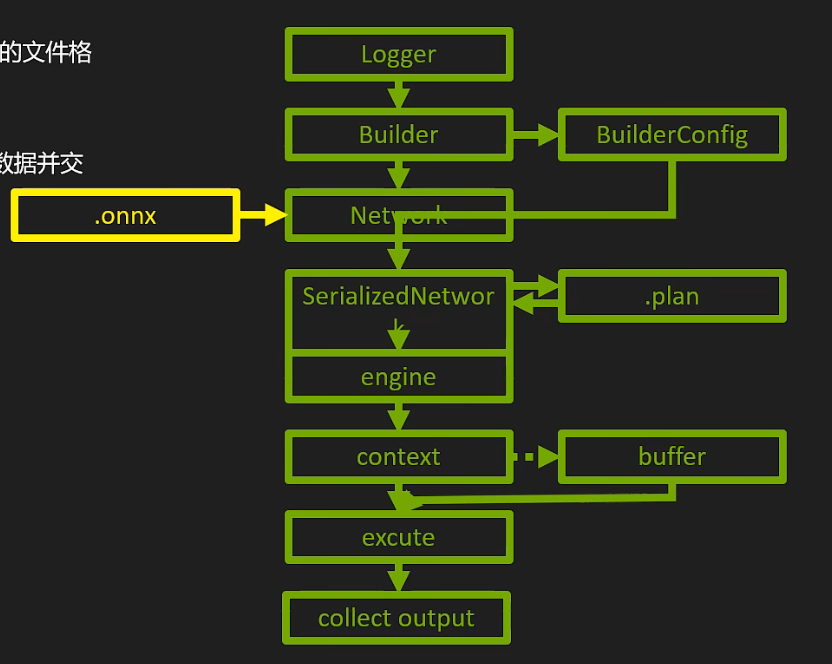 的文件格
Logger
Builder
BuilderConfig
数据并交
.onnx
Network
SerializedNetwor
k
.plan
engine
context
buffer
excute
collect output